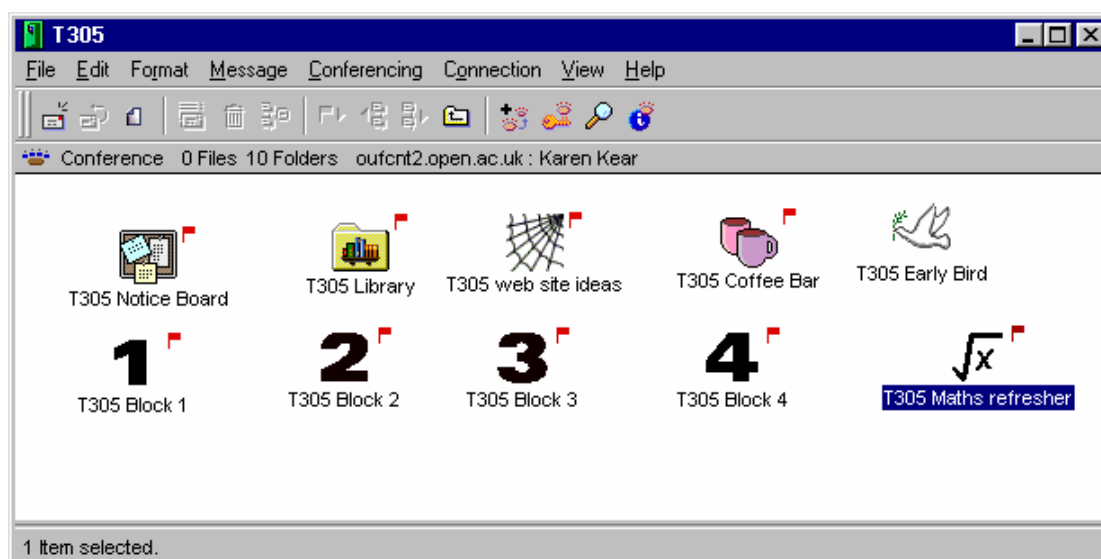 T305
File Edit Format Message Conferencing Connection View Help
Conference 0 Files 10 Folders oufcnt2.open.ac.uk : Karen Kear
T305 Notice Board T305 Library T305 web site ideas T305 Coffee Bar T305 Early Bird
1 2 3 4 √x
T305 Block 1 T305 Block 2 T305 Block 3 T305 Block 4 T305 Maths refresher
1 Item selected.